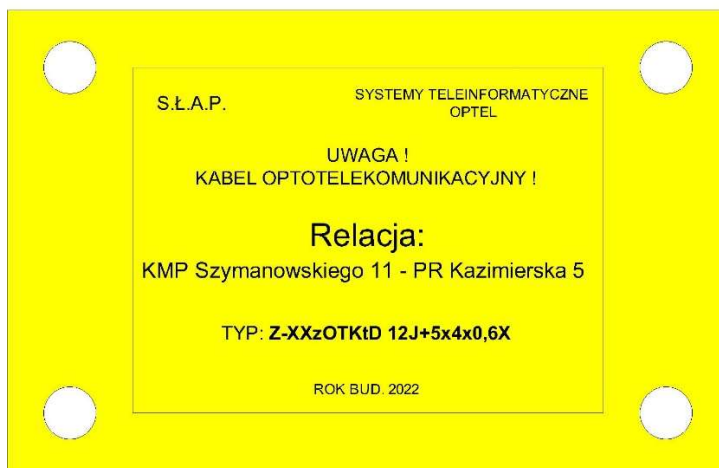 S.Ł.A.P.
SYSTEMY TELEINFORMATYCZNE
OPTEL
UWAGA !
KABEL OPTOTELEKOMUNIKACYJNY !
Relacja:
KMP Szymanowskiego 11 - PR Kazimierska 5
TYP: Z-XXzOTKtD 12J+5x4x0,6X
ROK BUD. 2022